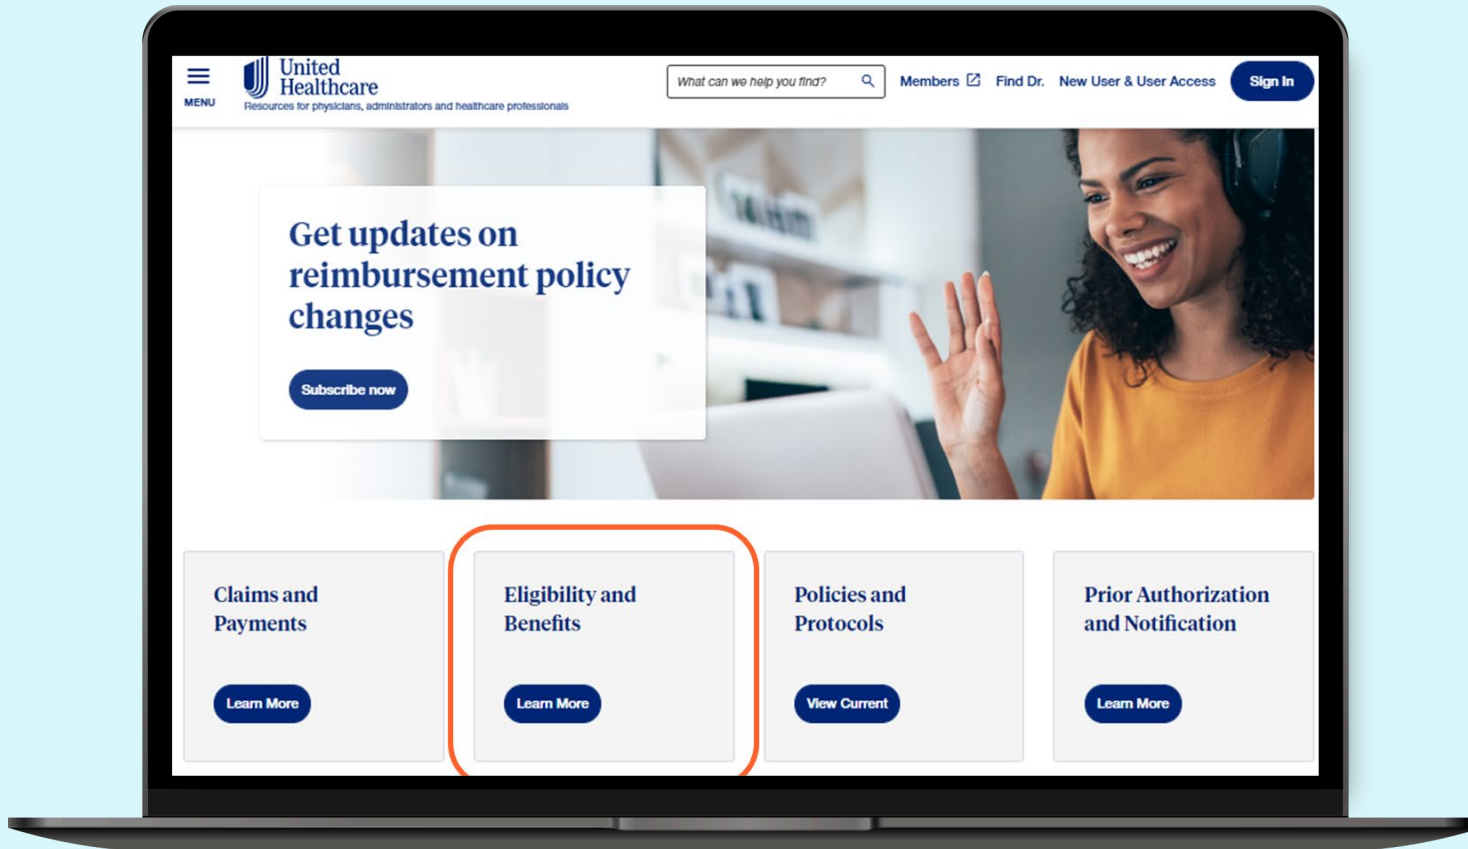 United
Healthcare
MENU
Resources for physicians, administrators and healthcare professionals
What can we help you find?
Members
Find Dr.
New User & User Access
Sign In
Get updates on
reimbursement policy
changes
Subscribe now
Claims and
Payments
Learn More
Eligibility and
Benefits
Learn More
Policies and
Protocols
View Current
Prior Authorization
and Notification
Learn More